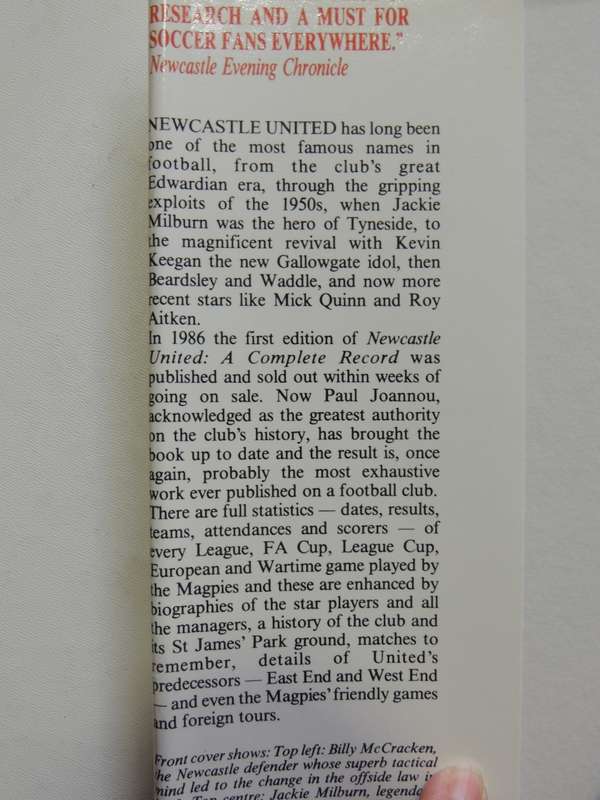 RESEARCH AND A MUST FOR
SOCCER FANS EVERYWHERE."
Newcastle Evening Chronicle
NEWCASTLE UNITED has long been
one of the most famous names in
football, from the club's great
Edwardian era, through the gripping
exploits of the 1950s, when Jackie
Milburn was the hero of Tyneside, to
the magnificent revival with Kevin
Keegan the new Gallowgate idol, then
Beardsley and Waddle, and now more
recent stars like Mick Quinn and Roy
Aitken.
In 1986 the first edition of Newcastle
United: A Complete Record was
published and sold out within weeks of
going on sale. Now Paul Joannou,
acknowledged as the greatest authority
on the club's history, has brought the
book up to date and the result is, once
again, probably the most exhaustive
work ever published on a football club.
There are full statistics — dates, results,
teams, attendances and scorers — of
every League, FA Cup, League Cup,
European and Wartime game played by
the Magpies and these are enhanced by
biographies of the star players and all
the managers, a history of the club and
its St James' Park ground, matches to
remember, details of United's
predecessors — East End and West End
— and even the Magpies' friendly games
and foreign tours.
Front cover shows: Top left: Billy McCracken,
the Newcastle defender whose superb tactical
mind led to the change in the offside law
Top centre: Jackie Milburn,